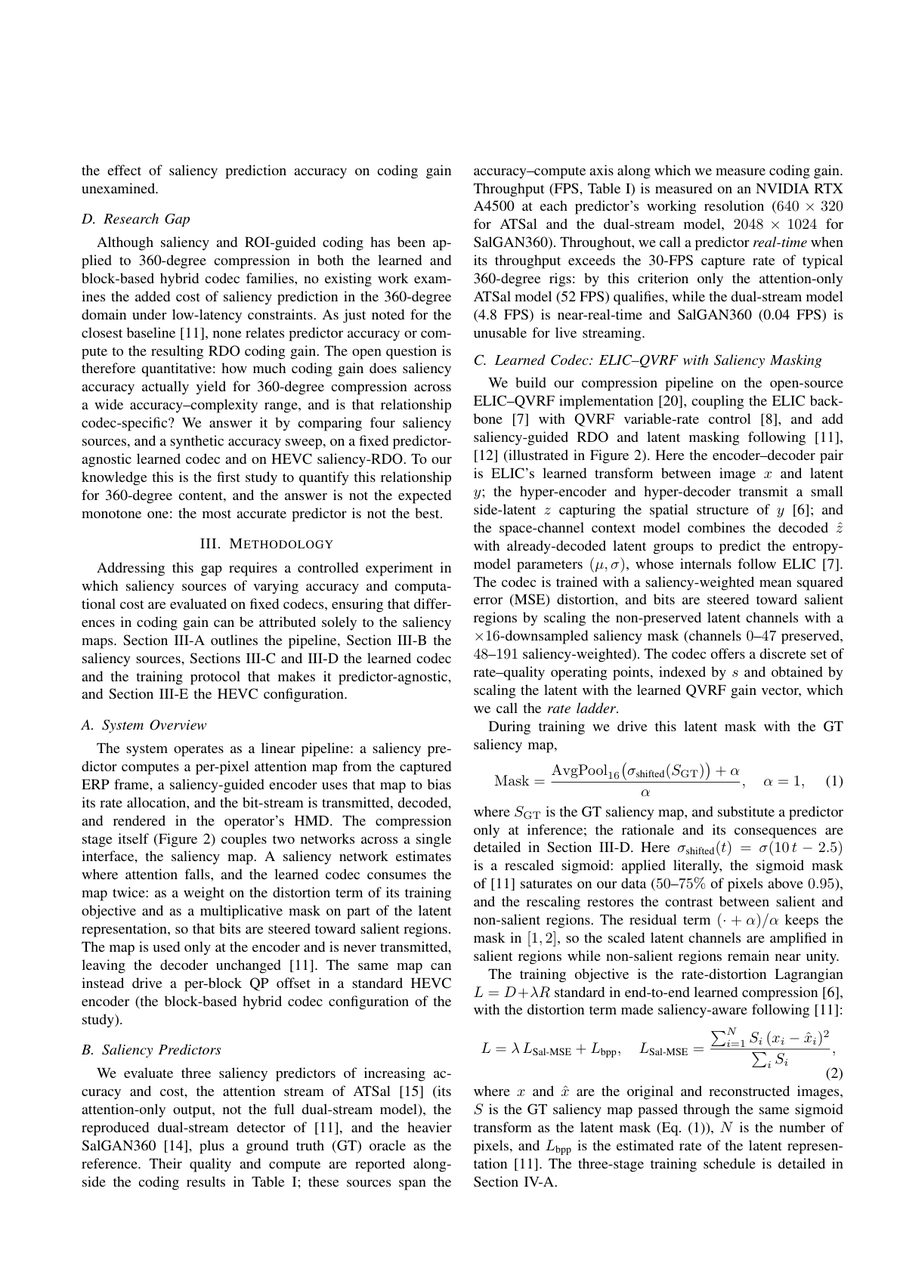 the effect of saliency prediction accuracy on coding gain
unexamined.
D. Research Gap
Although saliency and ROI-guided coding has been ap-
plied to 360-degree compression in both the learned and
block-based hybrid codec families, no existing work exam-
ines the added cost of saliency prediction in the 360-degree
domain under low-latency constraints. As just noted for the
closest baseline [11], none relates predictor accuracy or com-
pute to the resulting RDO coding gain. The open question is
therefore quantitative: how much coding gain does saliency
accuracy actually yield for 360-degree compression across
a wide accuracy–complexity range, and is that relationship
codec-specific? We answer it by comparing four saliency
sources, and a synthetic accuracy sweep, on a fixed predictor-
agnostic learned codec and on HEVC saliency-RDO. To our
knowledge this is the first study to quantify this relationship
for 360-degree content, and the answer is not the expected
monotone one: the most accurate predictor is not the best.
III. METHODOLOGY
Addressing this gap requires a controlled experiment in
which saliency sources of varying accuracy and computa-
tional cost are evaluated on fixed codecs, ensuring that differ-
ences in coding gain can be attributed solely to the saliency
maps. Section III-A outlines the pipeline, Section III-B the
saliency sources, Sections III-C and III-D the learned codec
and the training protocol that makes it predictor-agnostic,
and Section III-E the HEVC configuration.
A. System Overview
The system operates as a linear pipeline: a saliency pre-
dictor computes a per-pixel attention map from the captured
ERP frame, a saliency-guided encoder uses that map to bias
its rate allocation, and the bit-stream is transmitted, decoded,
and rendered in the operator's HMD. The compression
stage itself (Figure 2) couples two networks across a single
interface, the saliency map. A saliency network estimates
where attention falls, and the learned codec consumes the
map twice: as a weight on the distortion term of its training
objective and as a multiplicative mask on part of the latent
representation, so that bits are steered toward salient regions.
The map is used only at the encoder and is never transmitted,
leaving the decoder unchanged [11]. The same map can
instead drive a per-block QP offset in a standard HEVC
encoder (the block-based hybrid codec configuration of the
study).
B. Saliency Predictors
We evaluate three saliency predictors of increasing ac-
curacy and cost, the attention stream of ATSal [15] (its
attention-only output, not the full dual-stream model), the
reproduced dual-stream detector of [11], and the heavier
SalGAN360 [14], plus a ground truth (GT) oracle as the
reference. Their quality and compute are reported along-
side the coding results in Table I; these sources span the
accuracy–compute axis along which we measure coding gain.
Throughput (FPS, Table I) is measured on an NVIDIA RTX
A4500 at each predictor's working resolution (640 × 320
for ATSal and the dual-stream model, 2048 × 1024 for
SalGAN360). Throughout, we call a predictor real-time when
its throughput exceeds the 30-FPS capture rate of typical
360-degree rigs: by this criterion only the attention-only
ATSal model (52 FPS) qualifies, while the dual-stream model
(4.8 FPS) is near-real-time and SalGAN360 (0.04 FPS) is
unusable for live streaming.
C. Learned Codec: ELIC–QVRF with Saliency Masking
We build our compression pipeline on the open-source
ELIC–QVRF implementation [20], coupling the ELIC back-
bone [7] with QVRF variable-rate control [8], and add
saliency-guided RDO and latent masking following [11],
[12] (illustrated in Figure 2). Here the encoder–decoder pair
is ELIC's learned transform between image x and latent
y; the hyper-encoder and hyper-decoder transmit a small
side-latent z capturing the spatial structure of y [6]; and
the space-channel context model combines the decoded ẑ
with already-decoded latent groups to predict the entropy-
model parameters (μ, σ), whose internals follow ELIC [7].
The codec is trained with a saliency-weighted mean squared
error (MSE) distortion, and bits are steered toward salient
regions by scaling the non-preserved latent channels with a
×16-downsampled saliency mask (channels 0–47 preserved,
48–191 saliency-weighted). The codec offers a discrete set of
rate–quality operating points, indexed by s and obtained by
scaling the latent with the learned QVRF gain vector, which
we call the rate ladder.
During training we drive this latent mask with the GT
saliency map,
Mask = (AvgPool₁₆(σ_shifted(S_GT)) + α) / α, α = 1, (1)
where S_GT is the GT saliency map, and substitute a predictor
only at inference; the rationale and its consequences are
detailed in Section III-D. Here σ_shifted(t) = σ(10 t − 2.5)
is a rescaled sigmoid: applied literally, the sigmoid mask
of [11] saturates on our data (50–75% of pixels above 0.95),
and the rescaling restores the contrast between salient and
non-salient regions. The residual term (· + α)/α keeps the
mask in [1, 2], so the scaled latent channels are amplified in
salient regions while non-salient regions remain near unity.
The training objective is the rate-distortion Lagrangian
L = D+λR standard in end-to-end learned compression [6],
with the distortion term made saliency-aware following [11]:
L = λ L_Sal-MSE + L_bpp, L_Sal-MSE = ∑ᵢ₌₁ᴺ Sᵢ (xᵢ − x̂ᵢ)² / ∑ᵢ Sᵢ,
(2)
where x and x̂ are the original and reconstructed images,
S is the GT saliency map passed through the same sigmoid
transform as the latent mask (Eq. (1)), N is the number of
pixels, and L_bpp is the estimated rate of the latent represen-
tation [11]. The three-stage training schedule is detailed in
Section IV-A.